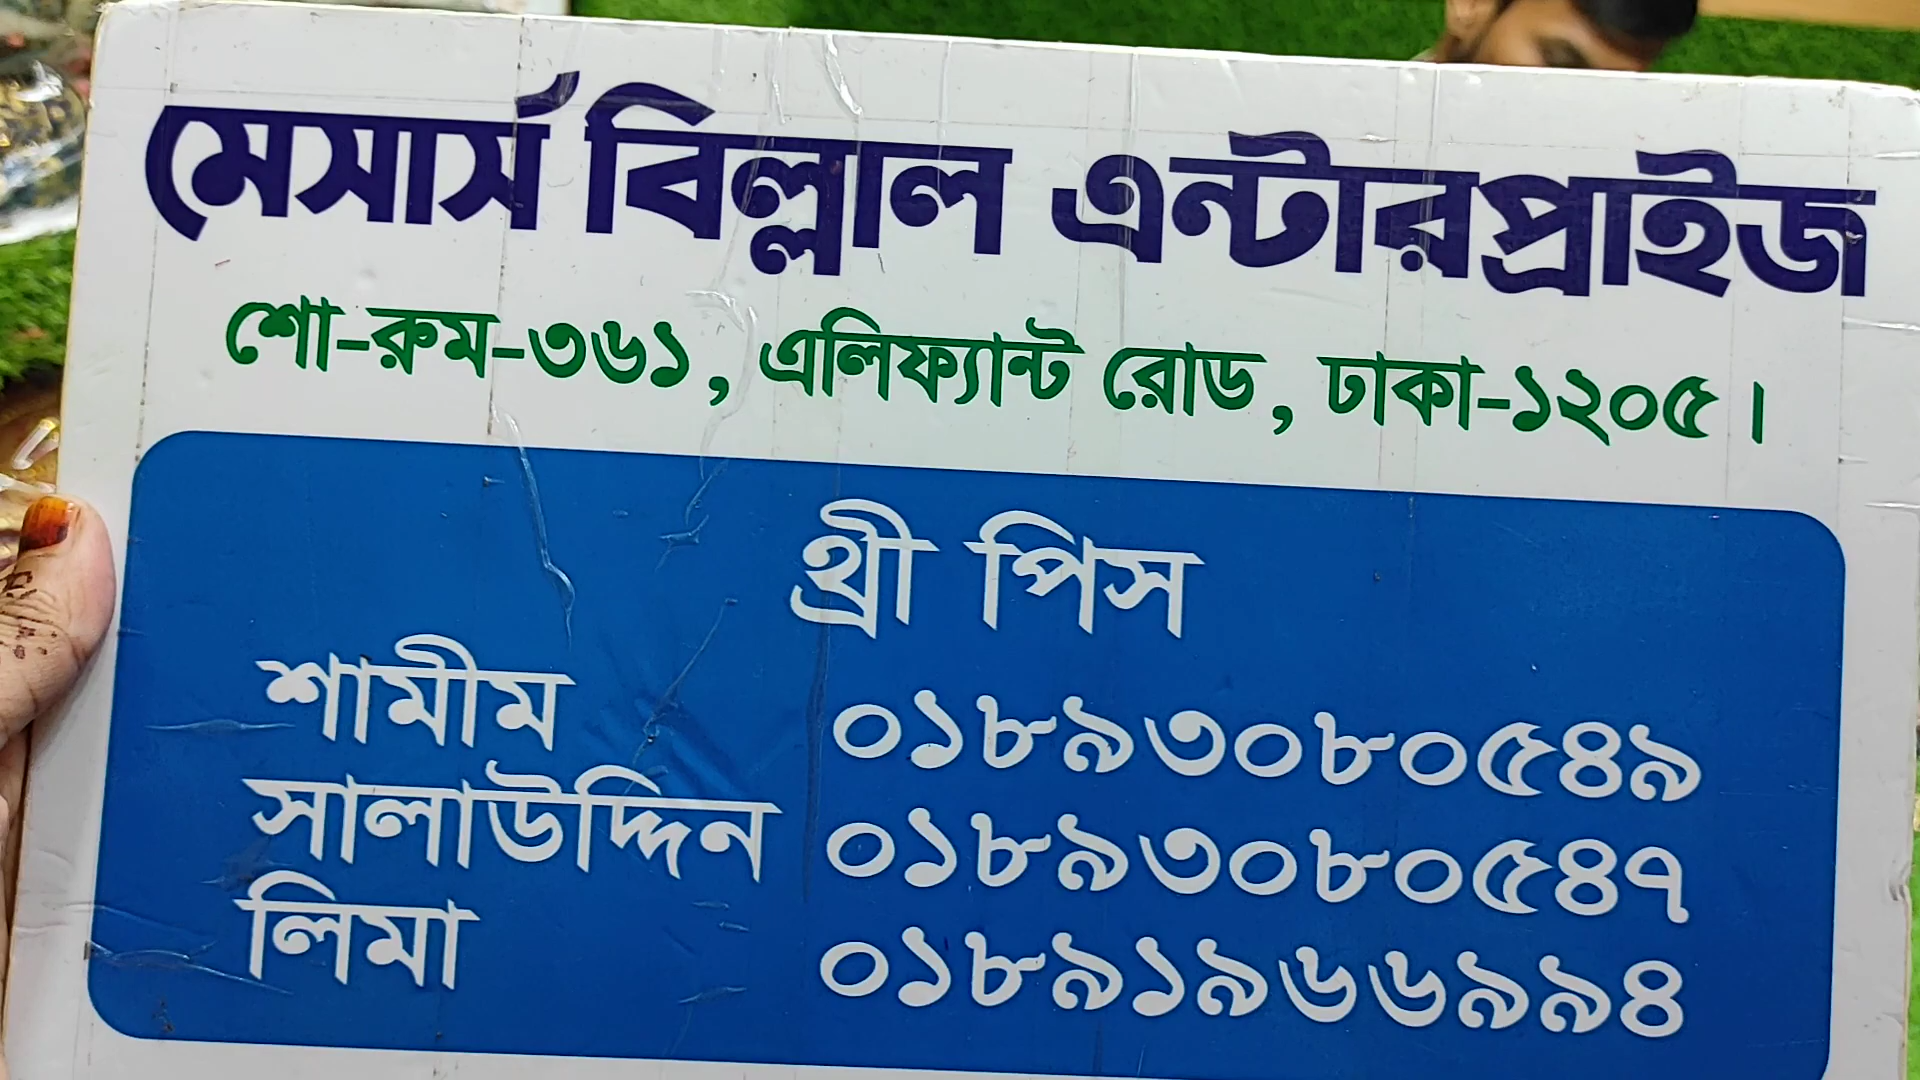 মেসার্স বিল্লাল এন্টারপ্রাইজ
শো-রুম-৩৬১, এলিফ্যান্ট রোড, ঢাকা-১২০৫।
থ্রী পিস
শামীম ০১৮৯৩০৮০৫৪৯
সালাউদ্দিন ০১৮৯৩০৮০৫৪৭
লিমা ০১৮৯১৯৬৬৯৯৪